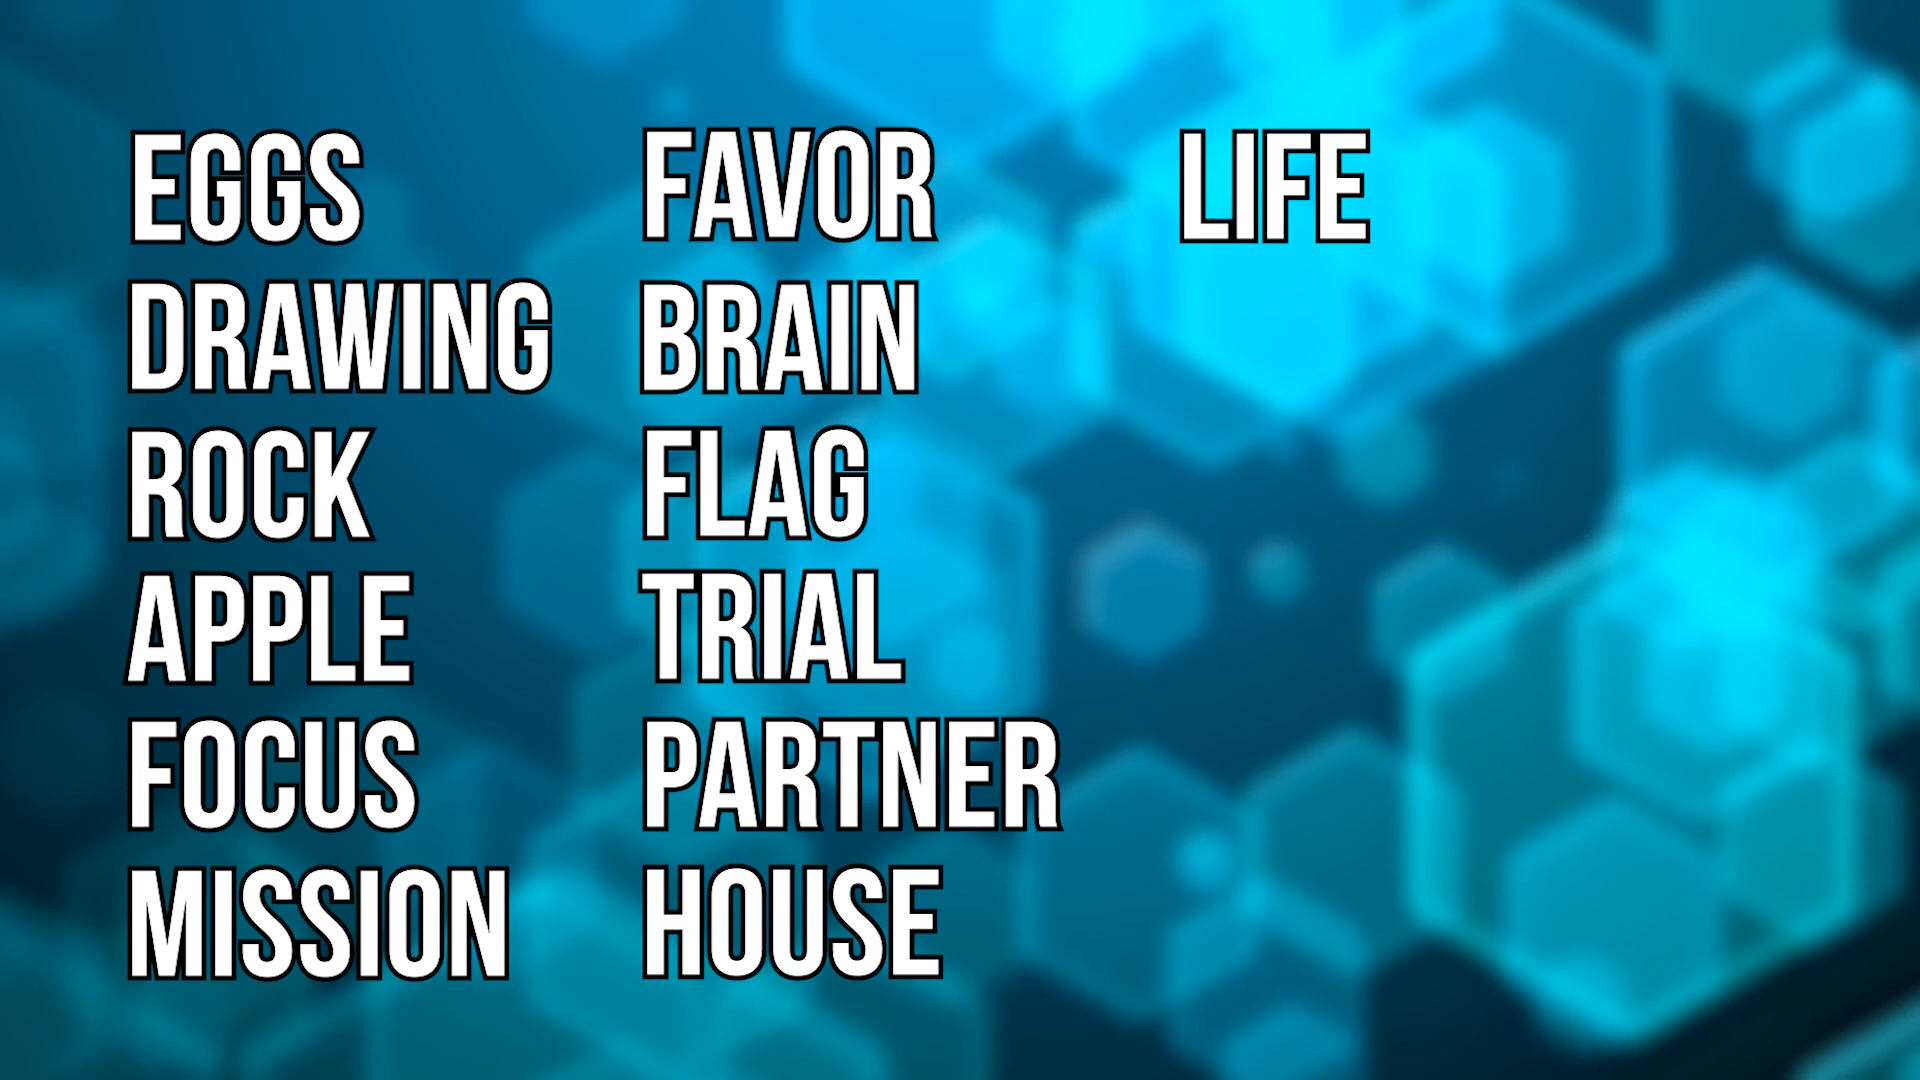 EGGS
DRAWING
ROCK
APPLE
FOCUS
MISSION
FAVOR
BRAIN
FLAG
TRIAL
PARTNER
HOUSE
LIFE